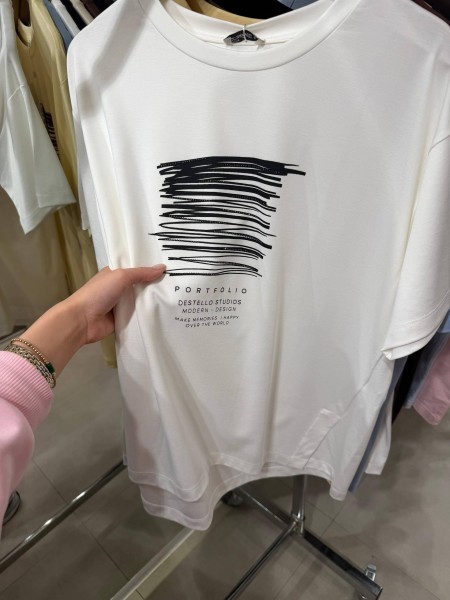 PORTFOLIO
DESTELLO STUDIOS
MODERN - DESIGN
MAKE MEMORIES - HAPPY
OVER THE WORLD